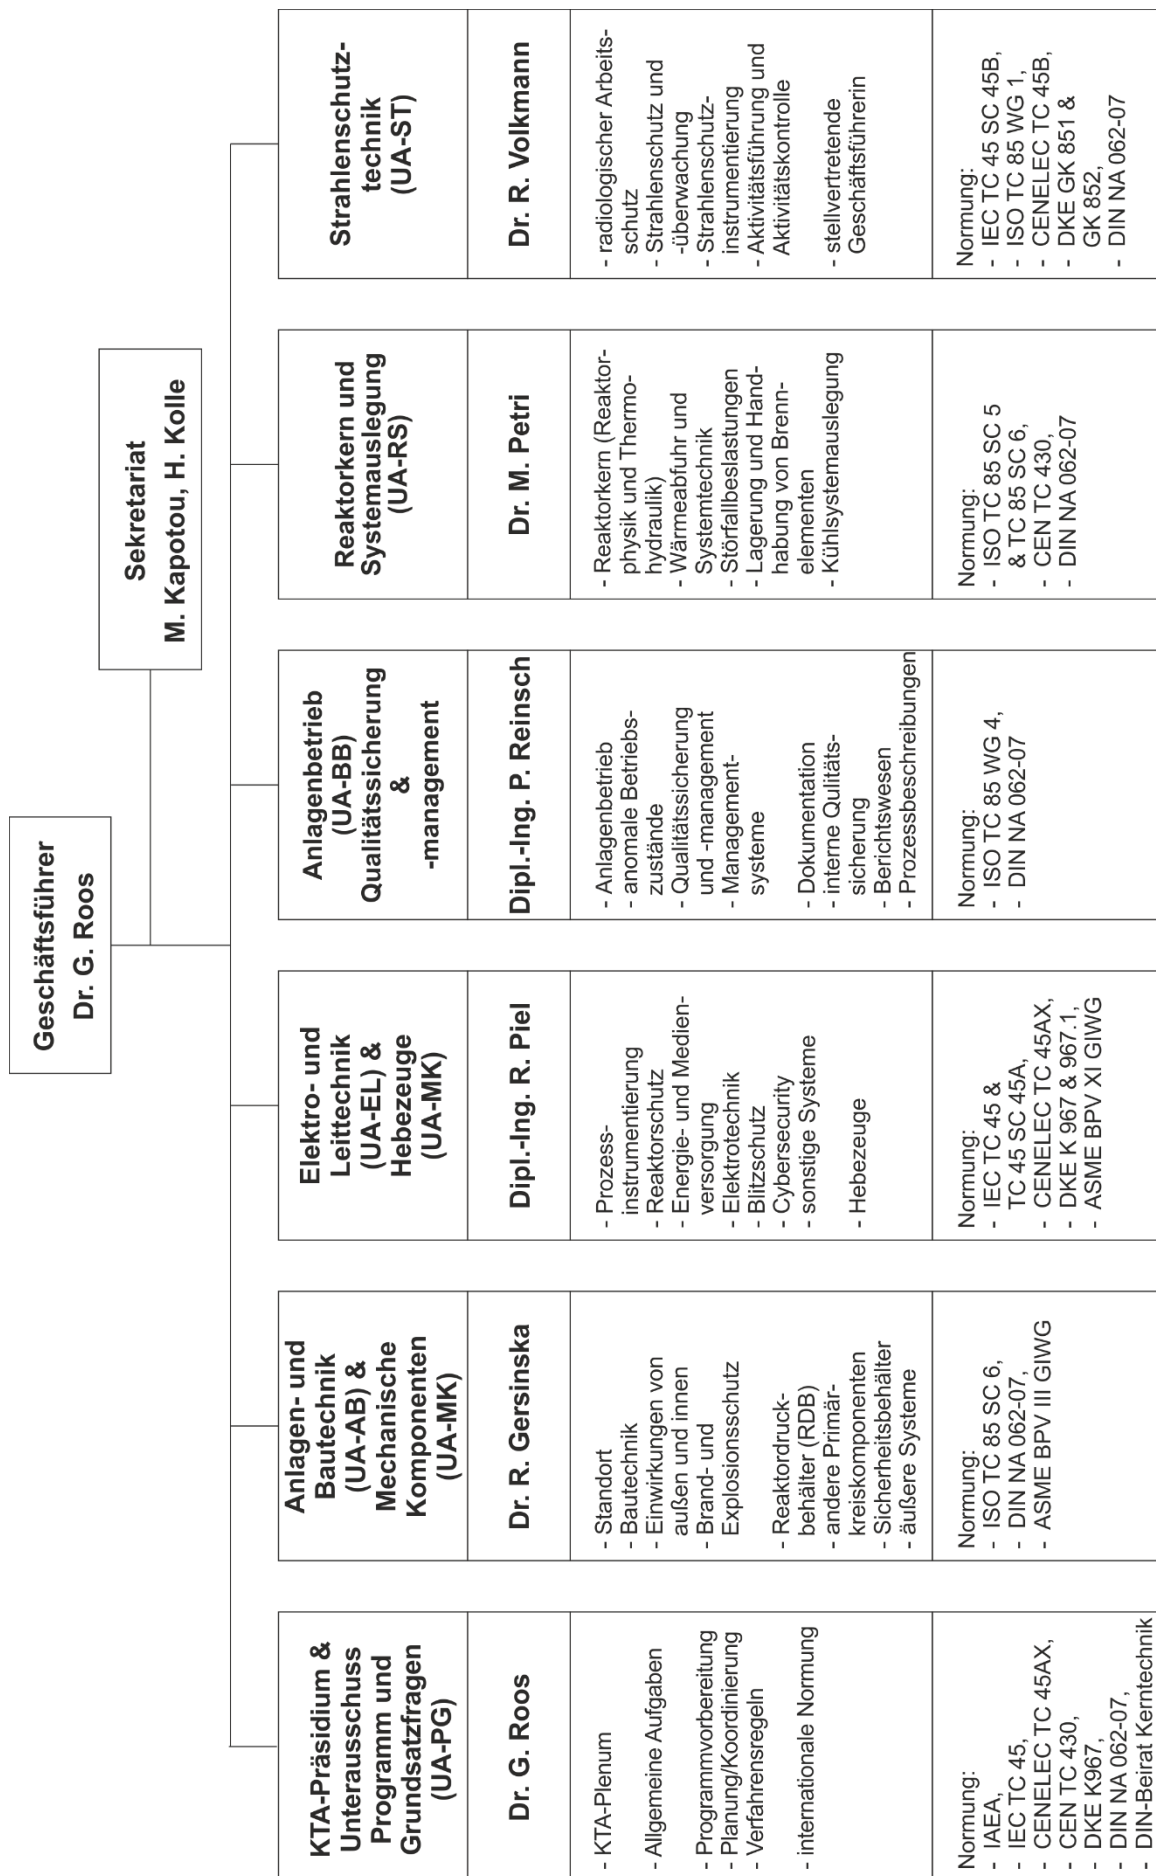 Geschäftsführer
Dr. G. Roos
Sekretariat
M. Kapotou, H. Kolle
KTA-Präsidium &
Unterausschuss
Programm und
Grundsatzfragen
(UA-PG)
Dr. G. Roos
- KTA-Plenum
- Allgemeine Aufgaben
- Programmvorbereitung
- Planung/Koordinierung
- Verfahrensregeln
- internationale Normung
Normung:
- IAEA,
- IEC TC 45,
- CENELEC TC 45AX,
- CEN TC 430,
- DKE K967,
- DIN NA 062-07,
- DIN-Beirat Kerntechnik
Anlagen- und
Bautechnik
(UA-AB) &
Mechanische
Komponenten
(UA-MK)
Dr. R. Gersinska
- Standort
- Bautechnik
- Einwirkungen von
außen und innen
- Brand- und
Explosionsschutz
- Reaktordruck-
behälter (RDB)
- andere Primär-
kreiskomponenten
- Sicherheitsbehälter
- äußere Systeme
Normung:
- ISO TC 85 SC 6,
- DIN NA 062-07,
- ASME BPV III GIWG
Elektro- und
Leittechnik
(UA-EL) &
Hebezeuge
(UA-MK)
Dipl.-Ing. R. Piel
- Prozess-
instrumentierung
- Reaktorschutz
- Energie- und Medien-
versorgung
- Elektrotechnik
- Blitzschutz
- Cybersecurity
- sonstige Systeme
- Hebezeuge
Normung:
- IEC TC 45 &
TC 45 SC 45A,
- CENELEC TC 45AX,
- DKE K 967 & 967.1,
- ASME BPV XI GIWG
Anlagenbetrieb
(UA-BB)
Qualitätssicherung
&
-management
Dipl.-Ing. P. Reinsch
- Anlagenbetrieb
- anomale Betriebs-
zustände
- Qualitätssicherung
und -management
- Management-
systeme
- Dokumentation
- interne Qulitäts-
sicherung
- Berichtswesen
- Prozessbeschreibungen
Normung:
- ISO TC 85 WG 4,
- DIN NA 062-07
Reaktorkern und
Systemauslegung
(UA-RS)
Dr. M. Petri
- Reaktorkern (Reaktor-
physik und Thermo-
hydraulik)
- Wärmeabfuhr und
Systemtechnik
- Störfallbeslastungen
- Lagerung und Hand-
habung von Brenn-
elementen
- Kühlsystemauslegung
Normung:
- ISO TC 85 SC 5
& TC 85 SC 6,
- CEN TC 430,
- DIN NA 062-07
Strahlenschutz-
technik
(UA-ST)
Dr. R. Volkmann
- radiologischer Arbeits-
schutz
- Strahlenschutz und
-überwachung
- Strahlenschutz-
instrumentierung
- Aktivitätsführung und
Aktivitätskontrolle
- stellvertretende
Geschäftsführerin
Normung:
- IEC TC 45 SC 45B,
- ISO TC 85 WG 1,
- CENELEC TC 45B,
- DKE GK 851 &
GK 852,
- DIN NA 062-07